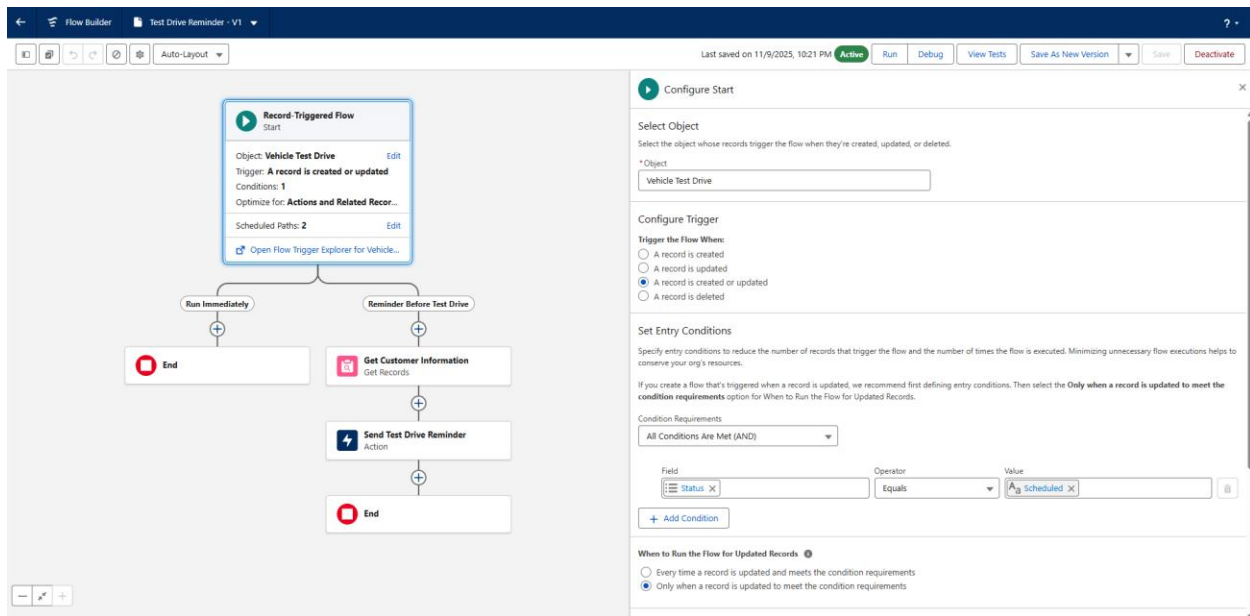 Flow Builder
Test Drive Reminder - V1
?
Auto-Layout
Last saved on 11/9/2025, 10:21 PM
Active
Run
Debug
View Tests
Save As New Version
Save
Deactivate
Record-Triggered Flow
Start
Object: Vehicle Test Drive
Edit
Trigger: A record is created or updated
Conditions: 1
Optimize for: Actions and Related Recor...
Scheduled Paths: 2
Edit
Open Flow Trigger Explorer for Vehicle...
Run Immediately
Reminder Before Test Drive
End
Get Customer Information
Get Records
Send Test Drive Reminder
Action
End
Configure Start
Select Object
Select the object whose records trigger the flow when they're created, updated, or deleted.
*Object
Vehicle Test Drive
Configure Trigger
Trigger the Flow When:
A record is created
A record is updated
A record is created or updated
A record is deleted
Set Entry Conditions
Specify entry conditions to reduce the number of records that trigger the flow and the number of times the flow is executed. Minimizing unnecessary flow executions helps to
conserve your org's resources.
If you create a flow that's triggered when a record is updated, we recommend first defining entry conditions. Then select the Only when a record is updated to meet the
condition requirements option for When to Run the Flow for Updated Records.
Condition Requirements
All Conditions Are Met (AND)
Field
Operator
Value
Status
Equals
Aa Scheduled
+ Add Condition
When to Run the Flow for Updated Records
Every time a record is updated and meets the condition requirements
Only when a record is updated to meet the condition requirements